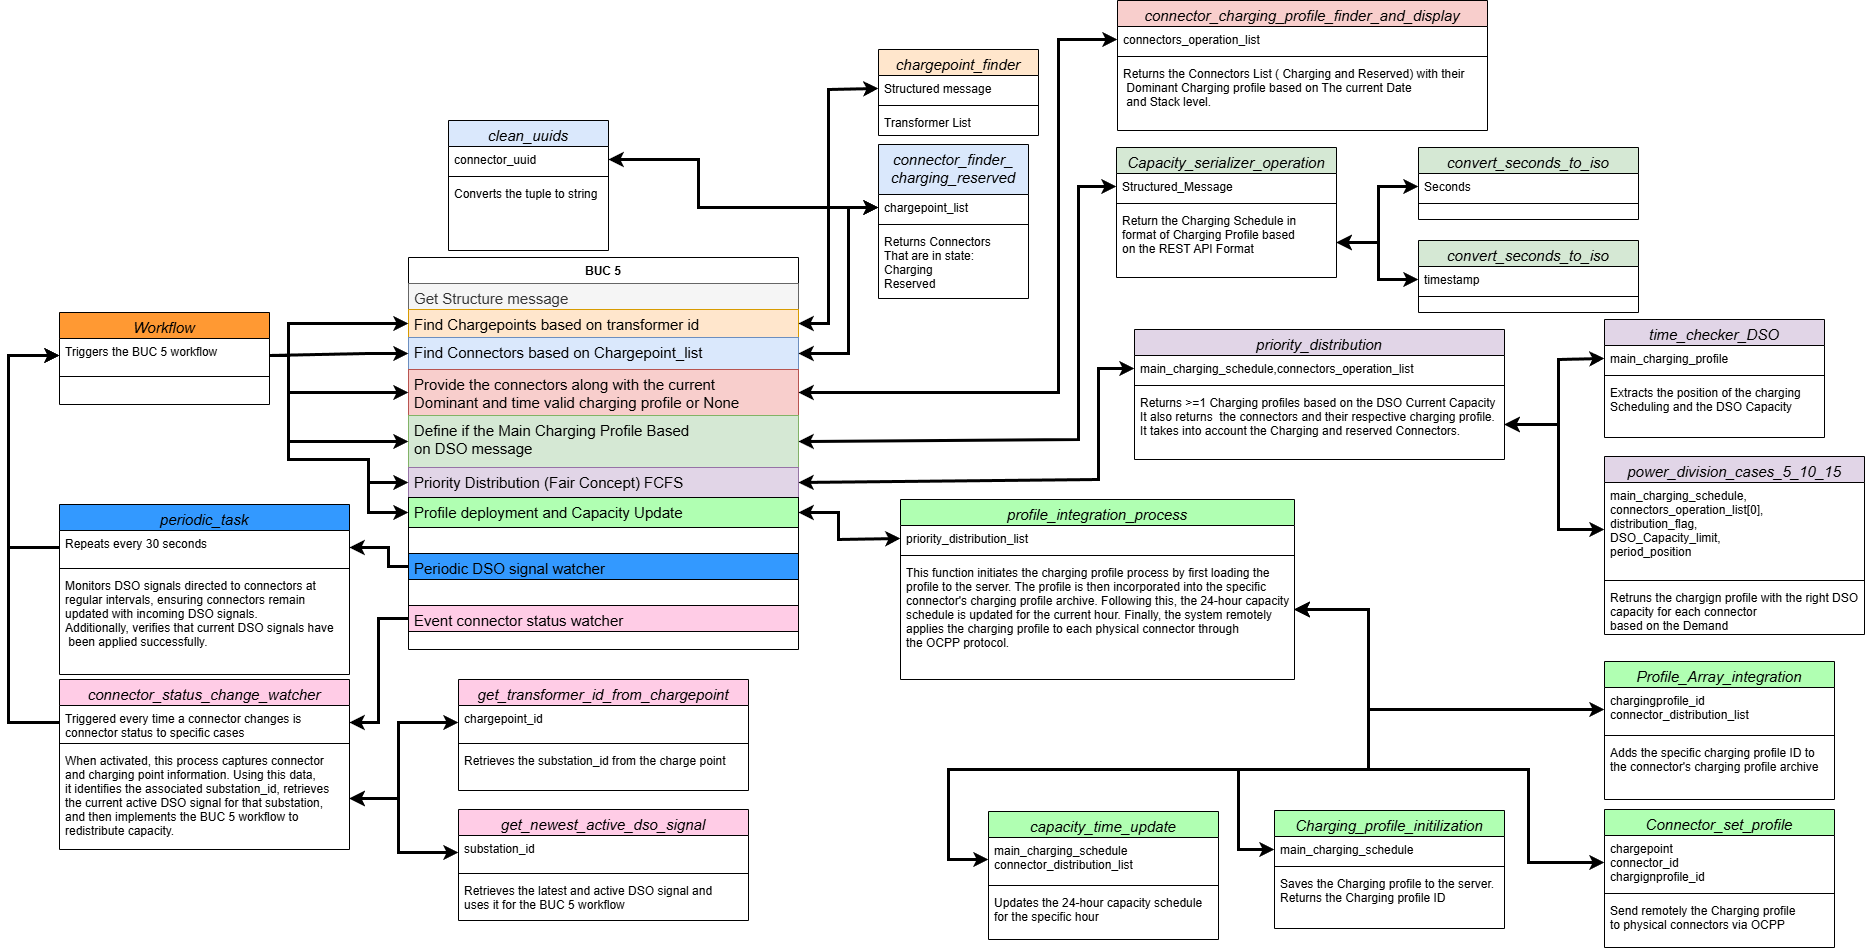 connector_charging_profile_finder_and_display
connectors_operation_list
Returns the Connectors List ( Charging and Reserved) with their
Dominant Charging profile based on The current Date
and Stack level.
chargepoint_finder
Structured message
Transformer List
clean_uuids
connector_uuid
Converts the tuple to string
connector_finder_
charging_reserved
chargepoint_list
Returns Connectors
That are in state:
Charging
Reserved
Capacity_serializer_operation
Structured_Message
Return the Charging Schedule in
format of Charging Profile based
on the REST API Format
convert_seconds_to_iso
Seconds
convert_seconds_to_iso
timestamp
BUC 5
Get Structure message
Find Chargepoints based on transformer id
Find Connectors based on Chargepoint_list
Provide the connectors along with the current
Dominant and time valid charging profile or None
Define if the Main Charging Profile Based
on DSO message
Priority Distribution (Fair Concept) FCFS
Profile deployment and Capacity Update
Periodic DSO signal watcher
Event connector status watcher
Workflow
Triggers the BUC 5 workflow
priority_distribution
main_charging_schedule,connectors_operation_list
Returns >=1 Charging profiles based on the DSO Current Capacity
It also returns  the connectors and their respective charging profile.
It takes into account the Charging and reserved Connectors.
time_checker_DSO
main_charging_profile
Extracts the position of the charging
Scheduling and the DSO Capacity
power_division_cases_5_10_15
main_charging_schedule,
connectors_operation_list[0],
distribution_flag,
DSO_Capacity_limit,
period_position
Retruns the chargign profile with the right DSO
capacity for each connector
based on the Demand
periodic_task
Repeats every 30 seconds
Monitors DSO signals directed to connectors at
regular intervals, ensuring connectors remain
updated with incoming DSO signals.
Additionally, verifies that current DSO signals have
been applied successfully.
profile_integration_process
priority_distribution_list
This function initiates the charging profile process by first loading the
profile to the server. The profile is then incorporated into the specific
connector's charging profile archive. Following this, the 24-hour capacity
schedule is updated for the current hour. Finally, the system remotely
applies the charging profile to each physical connector through
the OCPP protocol.
connector_status_change_watcher
Triggered every time a connector changes is
connector status to specific cases
When activated, this process captures connector
and charging point information. Using this data,
it identifies the associated substation_id, retrieves
the current active DSO signal for that substation,
and then implements the BUC 5 workflow to
redistribute capacity.
get_transformer_id_from_chargepoint
chargepoint_id
Retrieves the substation_id from the charge point
get_newest_active_dso_signal
substation_id
Retrieves the latest and active DSO signal and
uses it for the BUC 5 workflow
Profile_Array_integration
chargingprofile_id
connector_distribution_list
Adds the specific charging profile ID to
the connector's charging profile archive
capacity_time_update
main_charging_schedule
connector_distribution_list
Updates the 24-hour capacity schedule
for the specific hour
Charging_profile_initilization
main_charging_schedule
Saves the Charging profile to the server.
Returns the Charging profile ID
Connector_set_profile
chargepoint
connector_id
chargignprofile_id
Send remotely the Charging profile
to physical connectors via OCPP